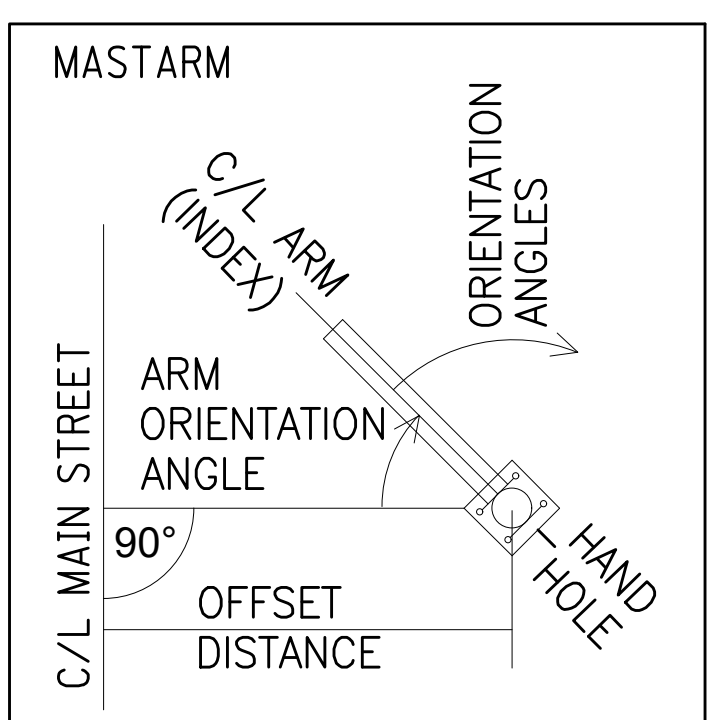 MASTARM
ORIENTATION
ANGLES
C/L ARM
(INDEX)
ARM
ORIENTATION
ANGLE
C/L MAIN STREET
90°
HAND
HOLE
OFFSET
DISTANCE